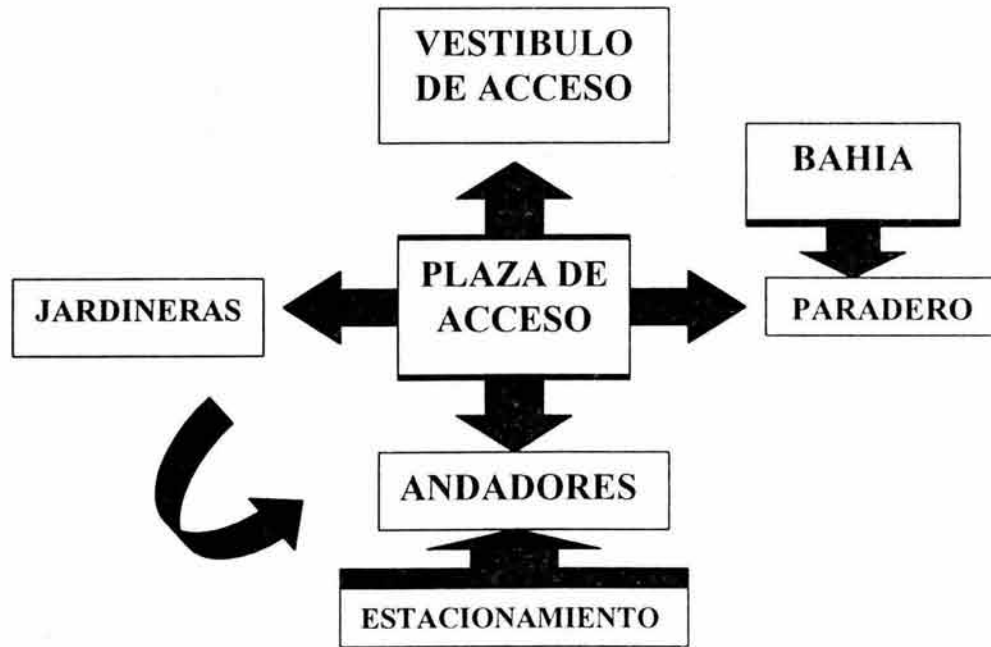 VESTIBULO
DE ACCESO
BAHIA
PLAZA DE
ACCESO
JARDINERAS
PARADERO
ANDADORES
ESTACIONAMIENTO